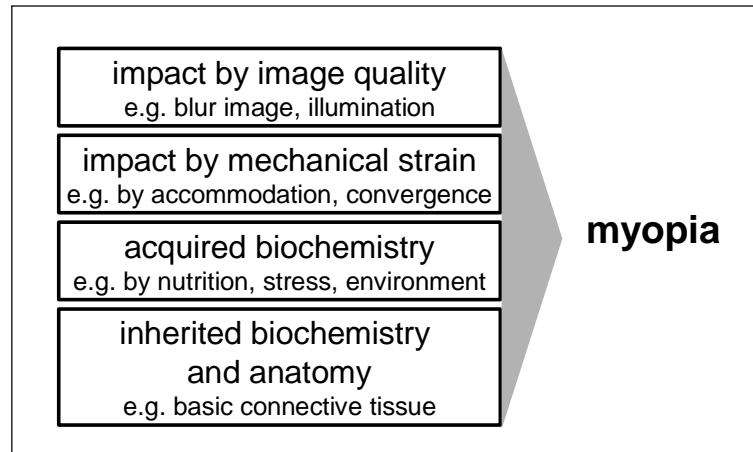 impact by image quality
e.g. blur image, illumination
impact by mechanical strain
e.g. by accommodation, convergence
acquired biochemistry
e.g. by nutrition, stress, environment
inherited biochemistry
and anatomy
e.g. basic connective tissue
myopia